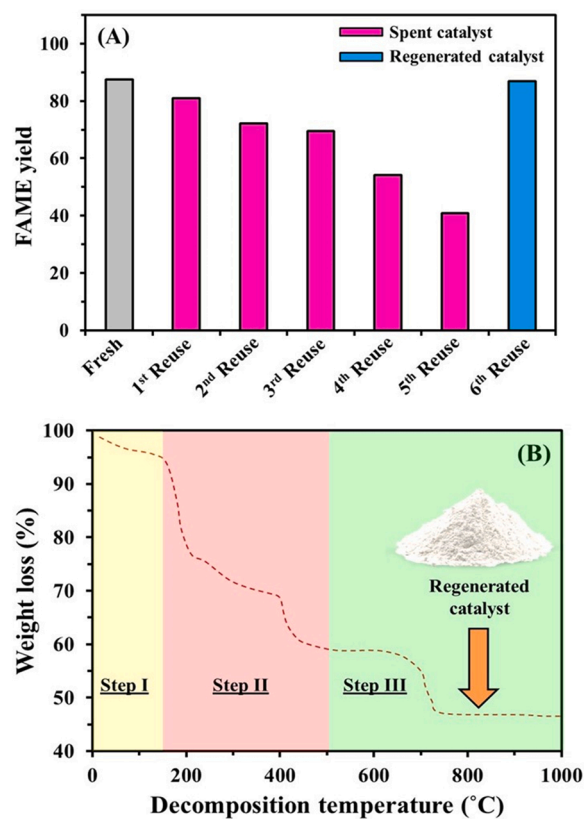 (A)
Spent catalyst
Regenerated catalyst
FAME yield
100
80
60
40
20
0
Fresh
1st Reuse
2nd Reuse
3rd Reuse
4th Reuse
5th Reuse
6th Reuse
(B)
Weight loss (%)
100
90
80
70
60
50
40
Regenerated
catalyst
Step I
Step II
Step III
0
200
400
600
800
1000
Decomposition temperature (˚C)